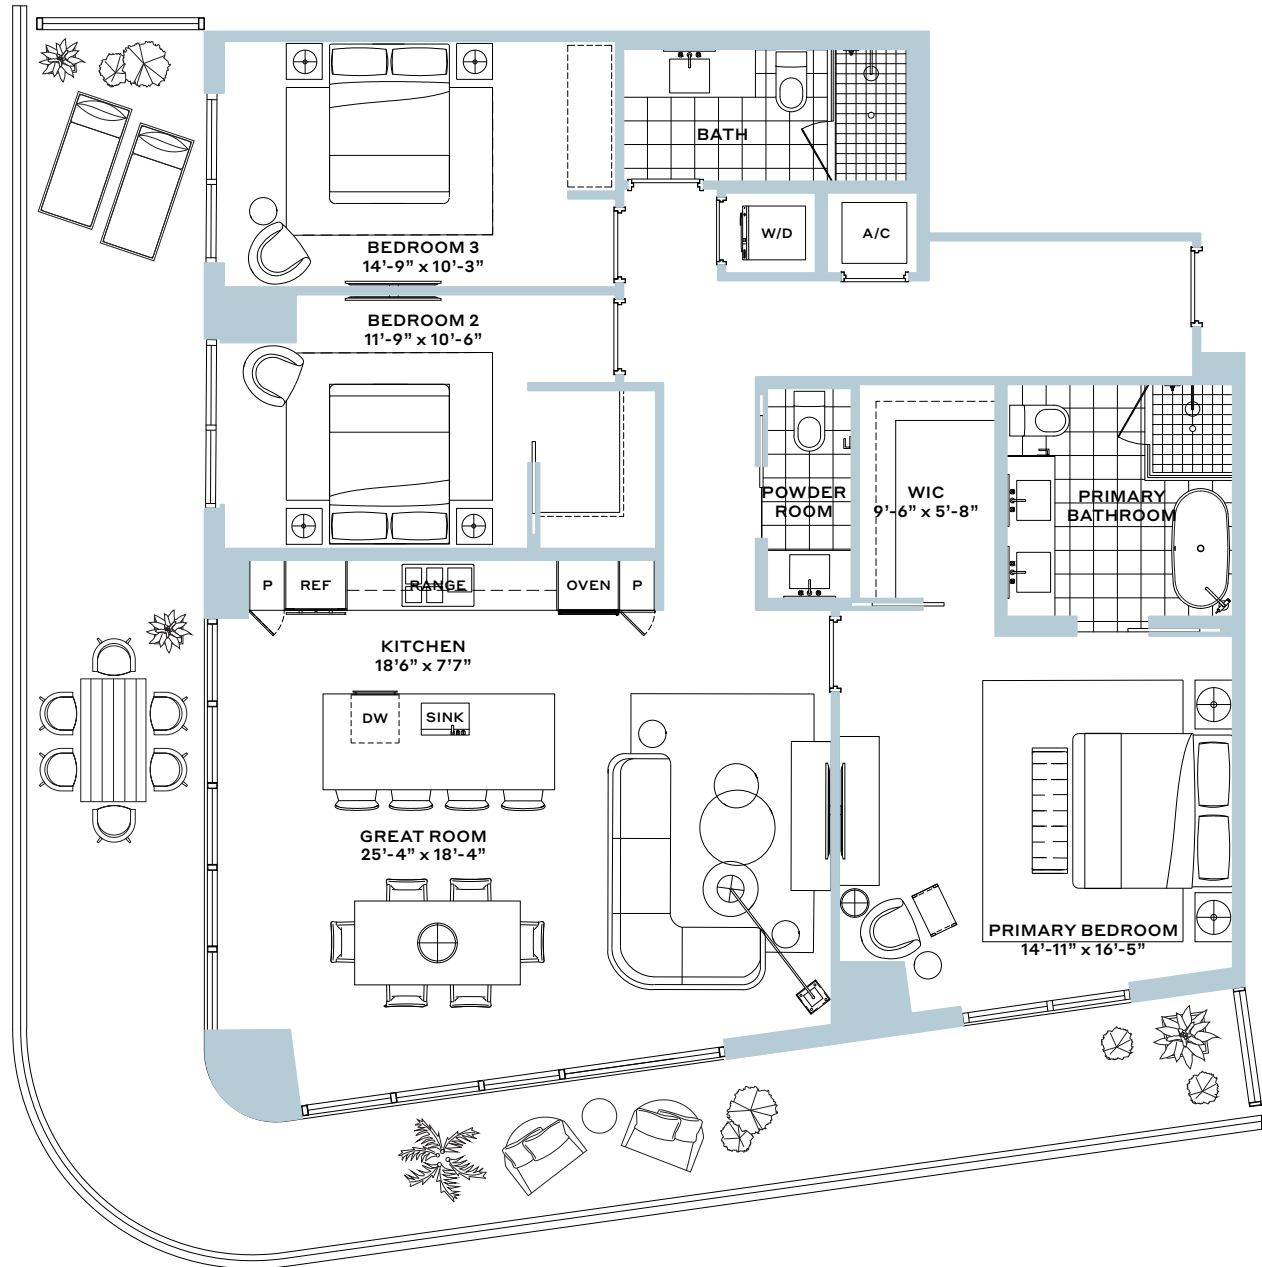 BATH
W/D
A/C
BEDROOM 3
14'-9” x 10'-3”
BEDROOM 2
11'-9” x 10'-6”
POWDER
ROOM
WIC
9'-6” x 5'-8”
PRIMARY
BATHROOM
P
REF
RANGE
OVEN
P
KITCHEN
18'6” x 7'7”
DW
SINK
GREAT ROOM
25'-4” x 18'-4”
PRIMARY BEDROOM
14'-11” x 16'-5”